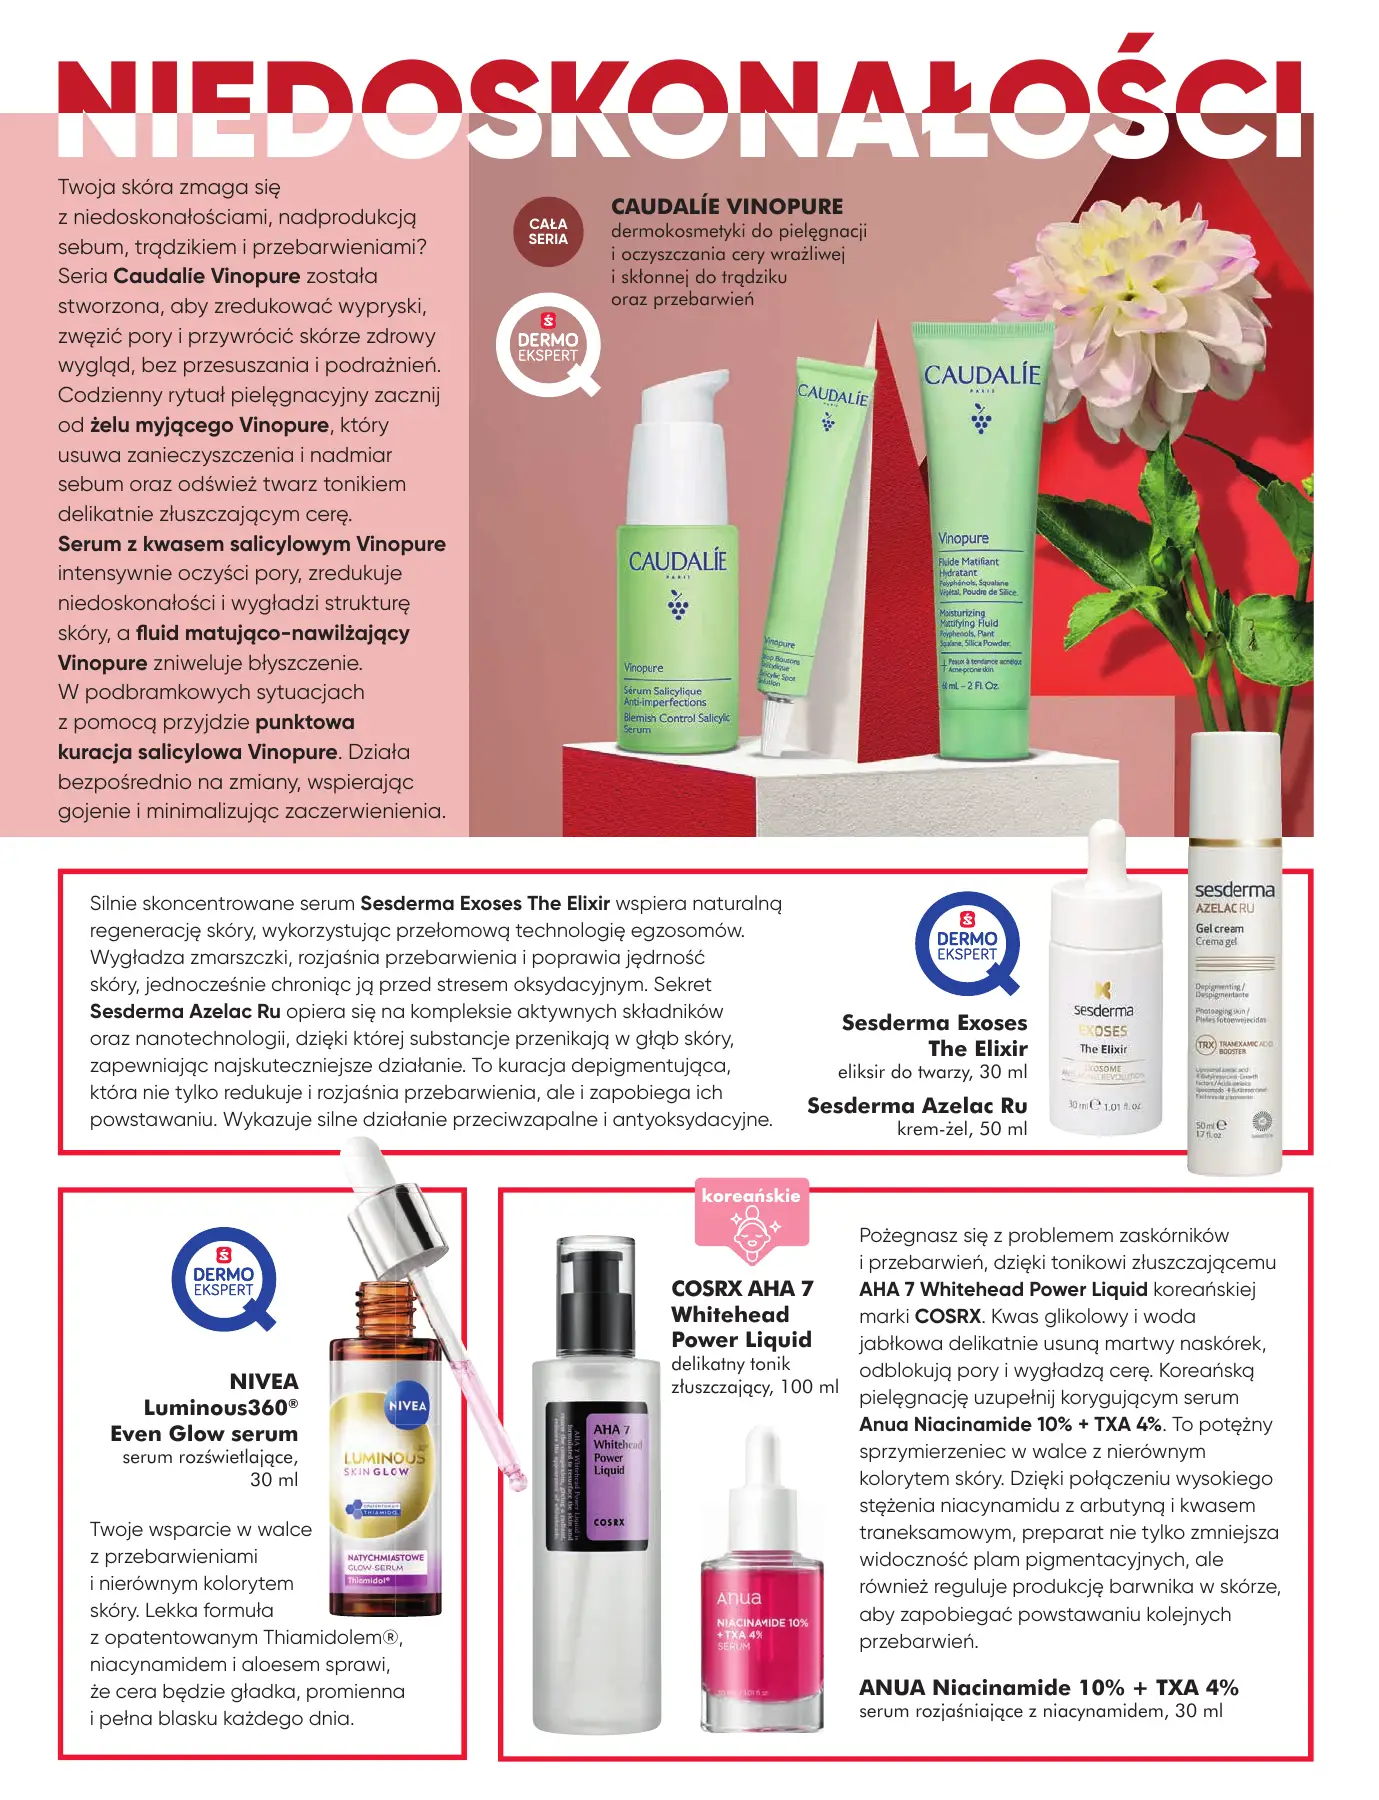 NIEDOSKONAŁOŚCI
Twoja skóra zmaga się
z niedoskonałościami, nadprodukcją
sebum, trądzikiem i przebarwieniami?
Seria Caudalíe Vinopure została
stworzona, aby zredukować wypryski,
zwęzić pory i przywrócić skórze zdrowy
wygląd, bez przesuszania i podrażnień.
Codzienny rytuał pielęgnacyjny zacznij
od żelu myjącego Vinopure, który
usuwa zanieczyszczenia i nadmiar
sebum oraz odśwież twarz tonikiem
delikatnie złuszczającym cerę.
Serum z kwasem salicylowym Vinopure
intensywnie oczyści pory, zredukuje
niedoskonałości i wygładzi strukturę
skóry, a fluid matująco-nawilżający
Vinopure zniweluje błyszczenie.
W podbramkowych sytuacjach
z pomocą przyjdzie punktowa
kuracja salicylowa Vinopure. Działa
bezpośrednio na zmiany, wspierając
gojenie i minimalizując zaczerwienienia.
CAŁA
SERIA
CAUDALÍE VINOPURE
dermokosmetyki do pielęgnacji
i oczyszczania cery wrażliwej
i skłonnej do trądziku
oraz przebarwień
DERMO
EKSPERT
CAUDALÍE
PARIS
Vinopure
Sérum Salicylique
Anti-imperfections
Blemish Control Salicylic
Serum
CAUDALÍE
PARIS
Vinopure
Salicylic Spot
Solution
CAUDALÍE
PARIS
Vinopure
Fluide Matifiant
Hydratant
Polyphénols, Squalane
Végétal, Poudre de Silice
Moisturizing
Mattifying Fluid
Polyphenols, Plant
Squalane, Silica Powder
Peaux à tendance acnéique
Acne-prone skin
60 mL - 2 Fl. Oz.
Silnie skoncentrowane serum Sesderma Exoses The Elixir wspiera naturalną
regenerację skóry, wykorzystując przełomową technologię egzosomów.
Wygładza zmarszczki, rozjaśnia przebarwienia i poprawia jędrność
skóry, jednocześnie chroniąc ją przed stresem oksydacyjnym. Sekret
Sesderma Azelac Ru opiera się na kompleksie aktywnych składników
oraz nanotechnologii, dzięki której substancje przenikają w głąb skóry,
zapewniając najskuteczniejsze działanie. To kuracja depigmentująca,
która nie tylko redukuje i rozjaśnia przebarwienia, ale i zapobiega ich
powstawaniu. Wykazuje silne działanie przeciwzapalne i antyoksydacyjne.
DERMO
EKSPERT
Sesderma Exoses
The Elixir
eliksir do twarzy, 30 ml
Sesderma Azelac Ru
krem-żel, 50 ml
sesderma
EXOSES
The Elixir
EXOSOME
ANTI-AGING REVOLUTION
30 ml ℮ 1.01 fl. oz
sesderma
AZELAC RU
Gel cream
Crema gel
Depigmenting /
Despigmentante
Photoaging skin /
Pieles fotoenvejecidas
TRX TRANEXAMIC ACID
BOOSTER
50 ml ℮
1.7 fl. oz
DERMO
EKSPERT
NIVEA
Luminous360®
Even Glow serum
serum rozświetlające,
30 ml
Twoje wsparcie w walce
z przebarwieniami
i nierównym kolorytem
skóry. Lekka formuła
z opatentowanym Thiamidolem®,
niacynamidem i aloesem sprawi,
że cera będzie gładka, promienna
i pełna blasku każdego dnia.
NIVEA
LUMINOUS
SKIN GLOW
THIAMIDOL
NATYCHMIASTOWE
GLOW-SERUM
Thiamidol®
koreańskie
COSRX AHA 7
Whitehead
Power Liquid
delikatny tonik
złuszczający, 100 ml
AHA 7
Whitehead
Power
Liquid
COSRX
Anua
NIACINAMIDE 10%
+ TXA 4%
SERUM
Pożegnasz się z problemem zaskórników
i przebarwień, dzięki tonikowi złuszczającemu
AHA 7 Whitehead Power Liquid koreańskiej
marki COSRX. Kwas glikolowy i woda
jabłkowa delikatnie usuną martwy naskórek,
odblokują pory i wygładzą cerę. Koreańską
pielęgnację uzupełnij korygującym serum
Anua Niacinamide 10% + TXA 4%. To potężny
sprzymierzeniec w walce z nierównym
kolorytem skóry. Dzięki połączeniu wysokiego
stężenia niacynamidu z arbutyną i kwasem
traneksamowym, preparat nie tylko zmniejsza
widoczność plam pigmentacyjnych, ale
również reguluje produkcję barwnika w skórze,
aby zapobiegać powstawaniu kolejnych
przebarwień.
ANUA Niacinamide 10% + TXA 4%
serum rozjaśniające z niacynamidem, 30 ml